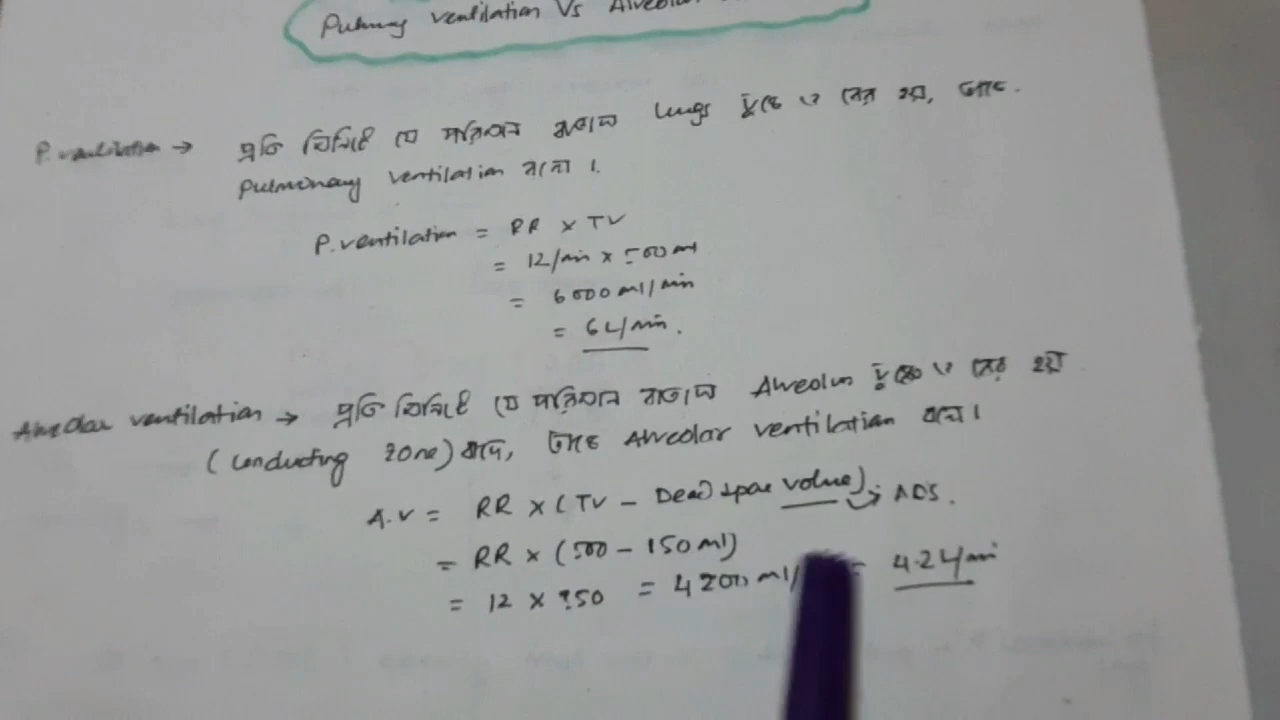 Pulmonary ventilation Vs Alveolar
P. ventilation → প্রতি মিনিটে যে পরিমান বাতাস lungs ঢুকে ও বের হয়, তাকে
pulmonary ventilation বলে।
P. ventilation = RR x TV
= 12/min x 500 ml
= 6000 ml/min
= 6L/min.
Alveolar ventilation → প্রতি মিনিটে যে পরিমান বাতাস Alveolus ঢুকে ও বের হয়
(conducting zone) বাদে, তাকে Alveolar ventilation বলে।
A.V = RR x (TV - Dead space volume) → ADS.
= RR x (500 - 150 ml)
= 12 x 350 = 4200 ml/ = 4.2L/min